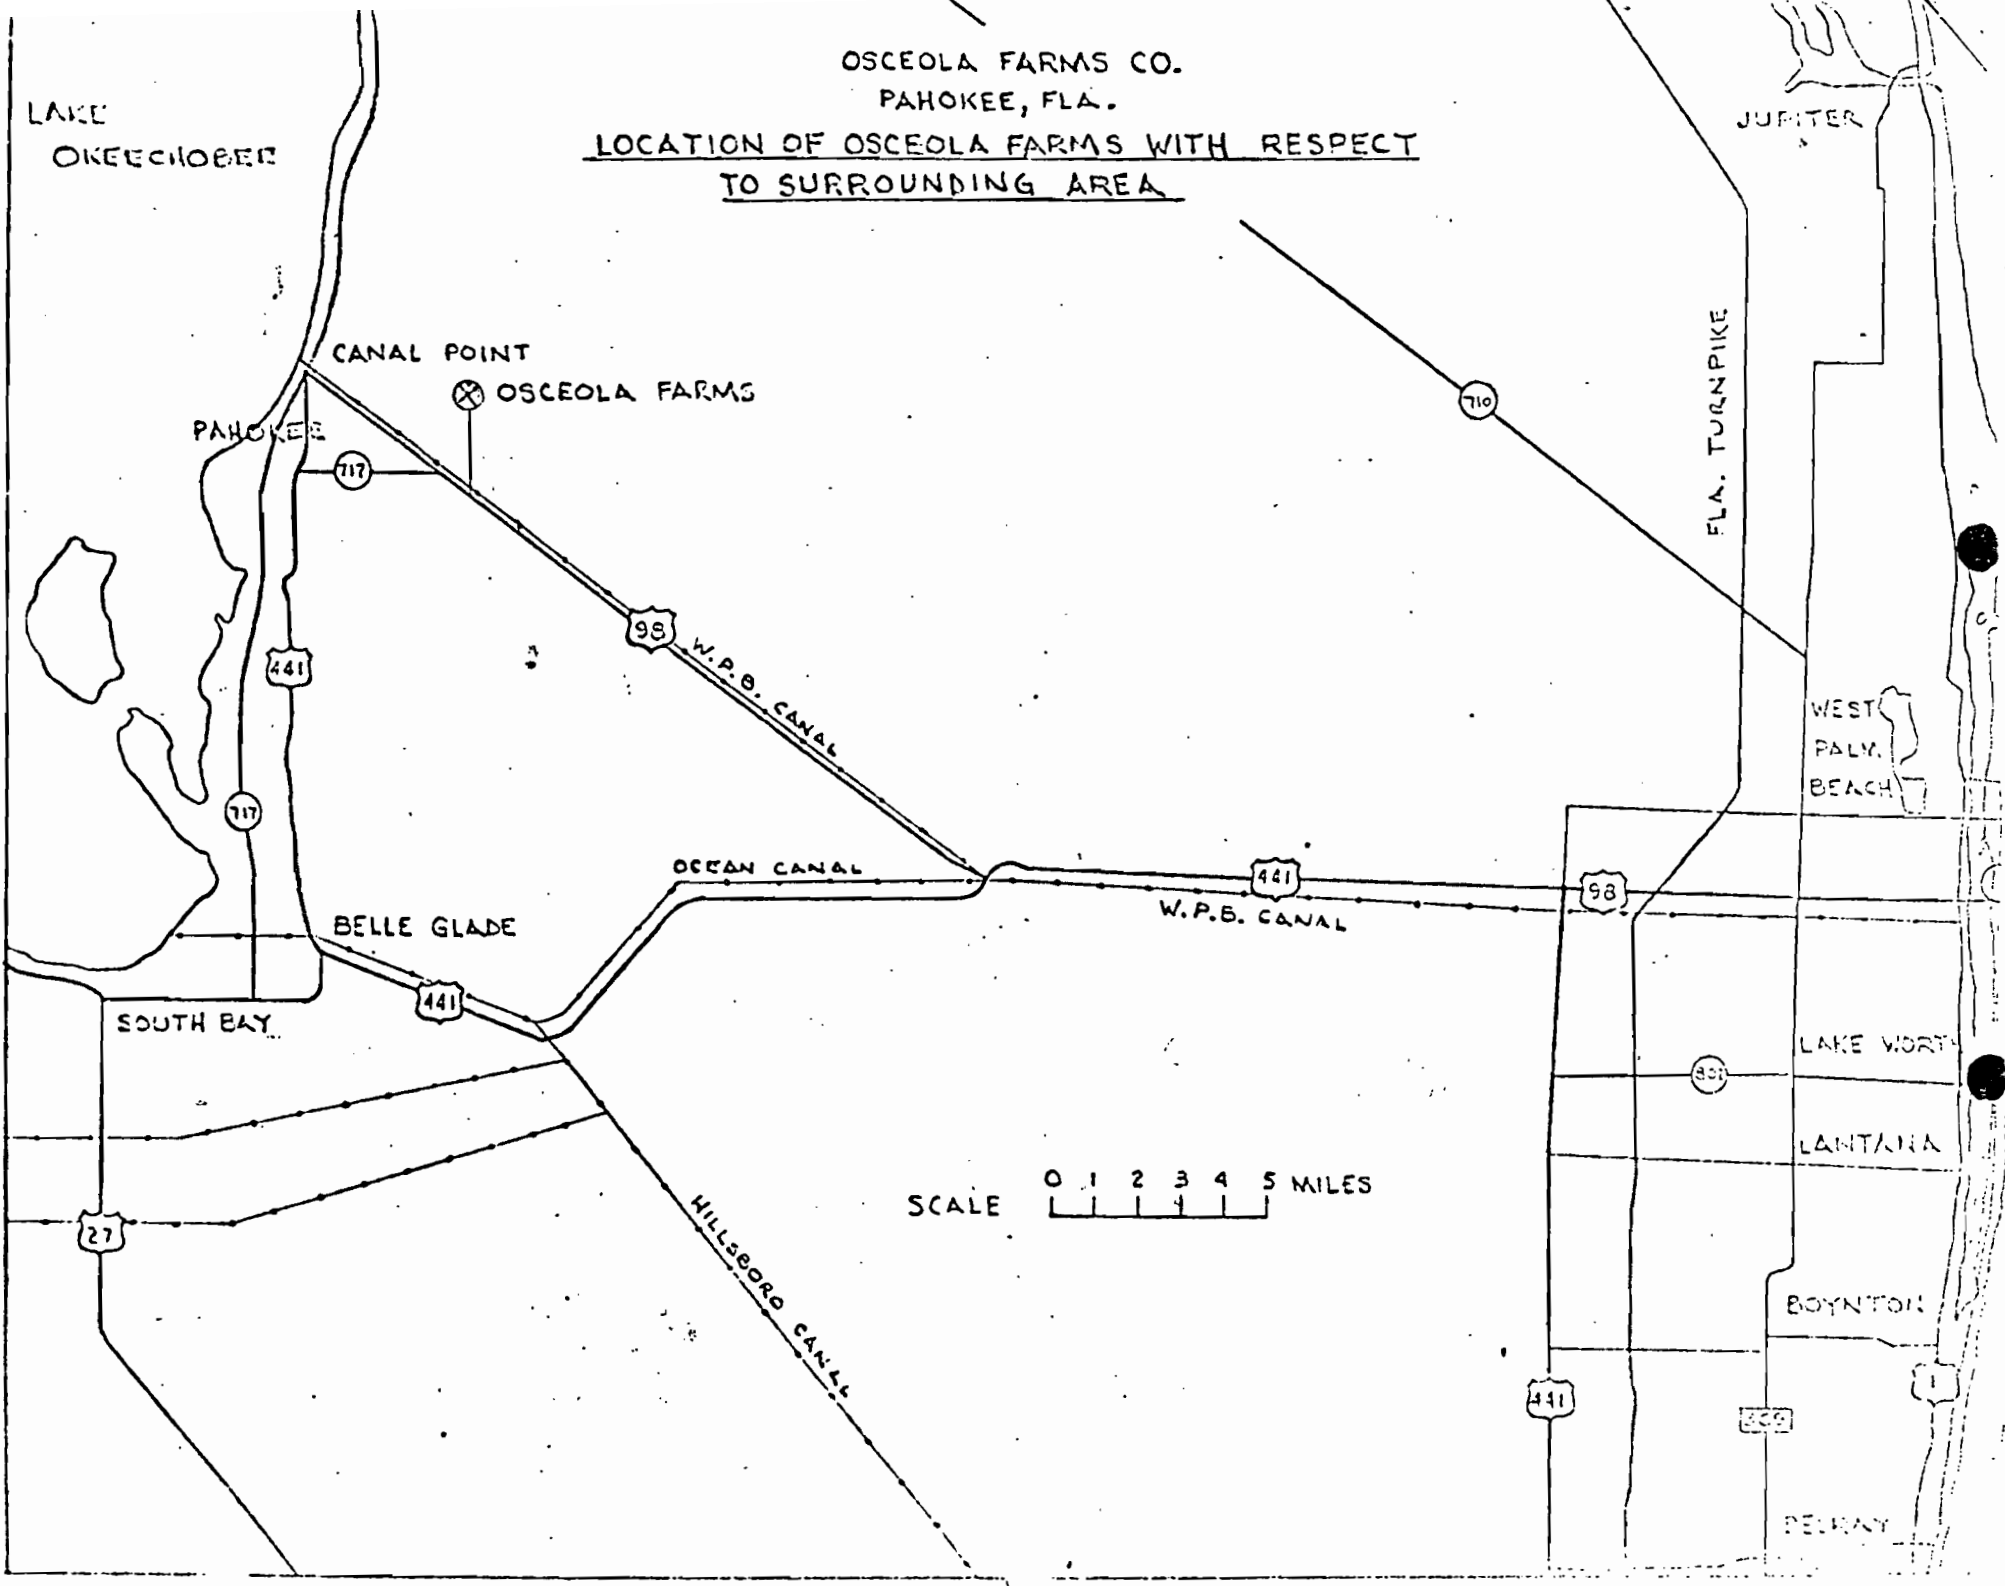 OSCEOLA FARMS CO.
PAHOKEE, FLA.
LOCATION OF OSCEOLA FARMS WITH RESPECT
TO SURROUNDING AREA
LAKE
OKEECHOBEE
JUPITER
CANAL POINT
OSCEOLA FARMS
PAHOKEE
717
710
FLA. TURNPIKE
98
W.P.B. CANAL
441
WEST
PALM
BEACH
717
OCEAN CANAL
441
98
W.P.B. CANAL
BELLE GLADE
441
SOUTH BAY
LAKE WORT
LANTANA
SCALE
0 1 2 3 4 5 MILES
27
HILLSBORO CANAL
BOYNTON
441
1
DELRAY